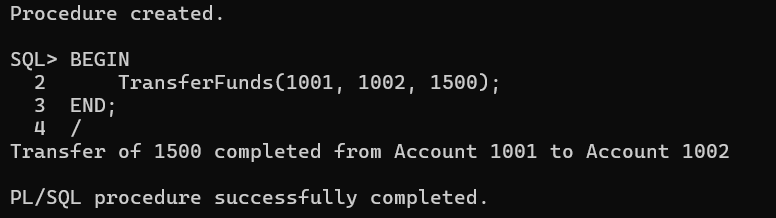 Procedure created.
SQL> BEGIN
2 TransferFunds(1001, 1002, 1500);
3 END;
4 /
Transfer of 1500 completed from Account 1001 to Account 1002
PL/SQL procedure successfully completed.